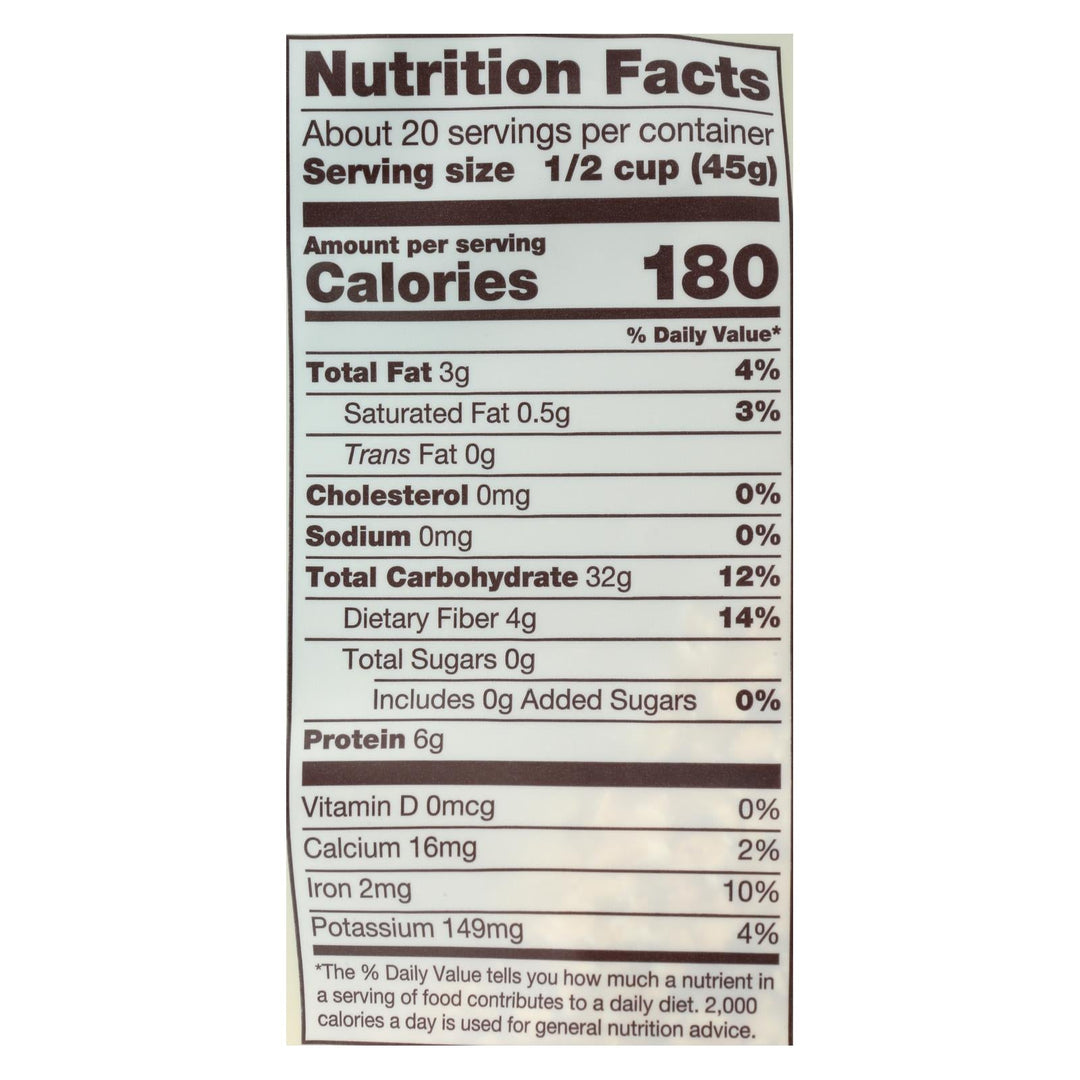 Nutrition Facts
About 20 servings per container
Serving size 1/2 cup (45g)
Amount per serving
Calories 180
% Daily Value*
Total Fat 3g 4%
Saturated Fat 0.5g 3%
Trans Fat 0g
Cholesterol 0mg 0%
Sodium 0mg 0%
Total Carbohydrate 32g 12%
Dietary Fiber 4g 14%
Total Sugars 0g
Includes 0g Added Sugars 0%
Protein 6g
Vitamin D 0mcg 0%
Calcium 16mg 2%
Iron 2mg 10%
Potassium 149mg 4%
*The % Daily Value tells you how much a nutrient in
a serving of food contributes to a daily diet. 2,000
calories a day is used for general nutrition advice.